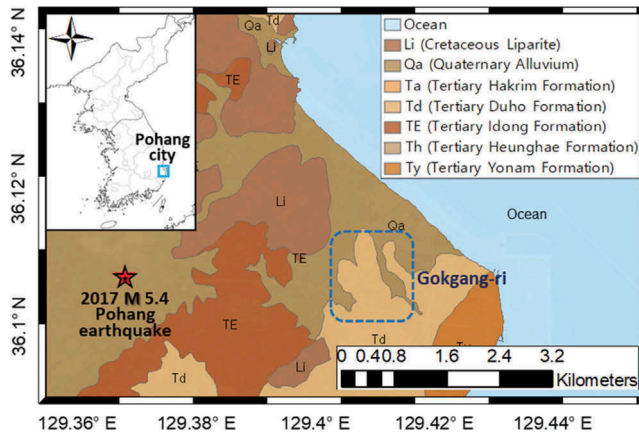 36.14° N
36.12° N
36.1° N
Pohang
city
Qa
Td
Li
TE
Ocean
Li (Cretaceous Liparite)
Qa (Quaternary Alluvium)
Ta (Tertiary Hakrim Formation)
Td (Tertiary Duho Formation)
TE (Tertiary Idong Formation)
Th (Tertiary Heunghae Formation)
Ty (Tertiary Yonam Formation)
Li
Qa
Ocean
TE
Gokgang-ri
2017 M 5.4
Pohang
earthquake
TE
Td
Li
Td
0 0.40.8 1.6 2.4 3.2
Kilometers
129.36° E 129.38° E 129.4° E 129.42° E 129.44° E